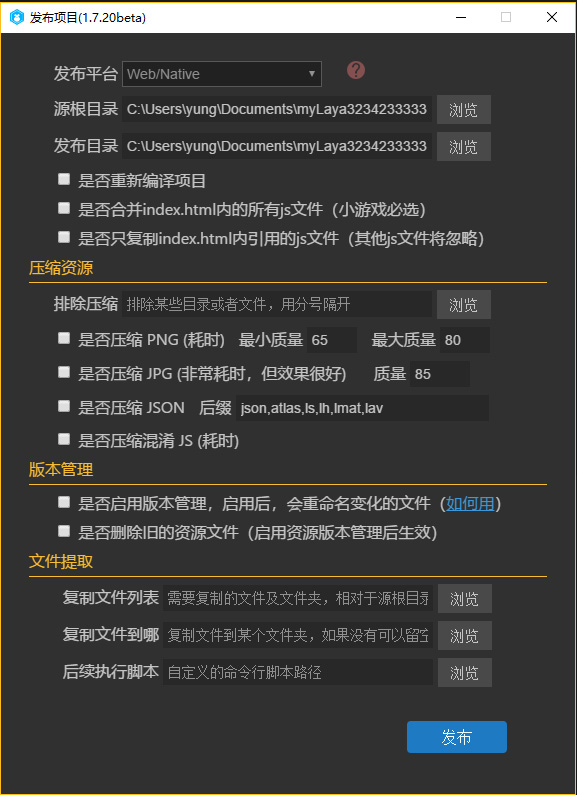 发布项目(1.7.20beta)
发布平台 Web/Native
源根目录 C:\Users\yung\Documents\myLaya3234233333 浏览
发布目录 C:\Users\yung\Documents\myLaya3234233333 浏览
是否重新编译项目
是否合并index.html内的所有js文件（小游戏必选）
是否只复制index.html内引用的js文件（其他js文件将忽略）
压缩资源
排除压缩 排除某些目录或者文件，用分号隔开 浏览
是否压缩 PNG (耗时) 最小质量 65 最大质量 80
是否压缩 JPG (非常耗时，但效果很好) 质量 85
是否压缩 JSON 后缀 json,atlas,ls,lh,lmat,lav
是否压缩混淆 JS (耗时)
版本管理
是否启用版本管理，启用后，会重命名变化的文件（如何用）
是否删除旧的资源文件（启用资源版本管理后生效）
文件提取
复制文件列表 需要复制的文件及文件夹，相对于源根目录 浏览
复制文件到哪 复制文件到某个文件夹，如果没有可以留空 浏览
后续执行脚本 自定义的命令行脚本路径 浏览
发布